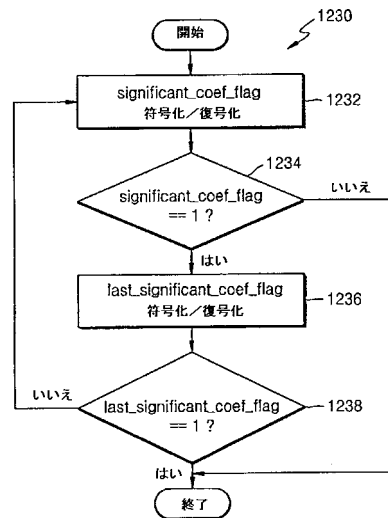 1230
開始
significant_coef_flag
符号化／復号化
1232
1234
significant_coef_flag
== 1 ?
いいえ
はい
last_significant_coef_flag
符号化／復号化
1236
いいえ
last_significant_coef_flag
== 1 ?
1238
はい
終了